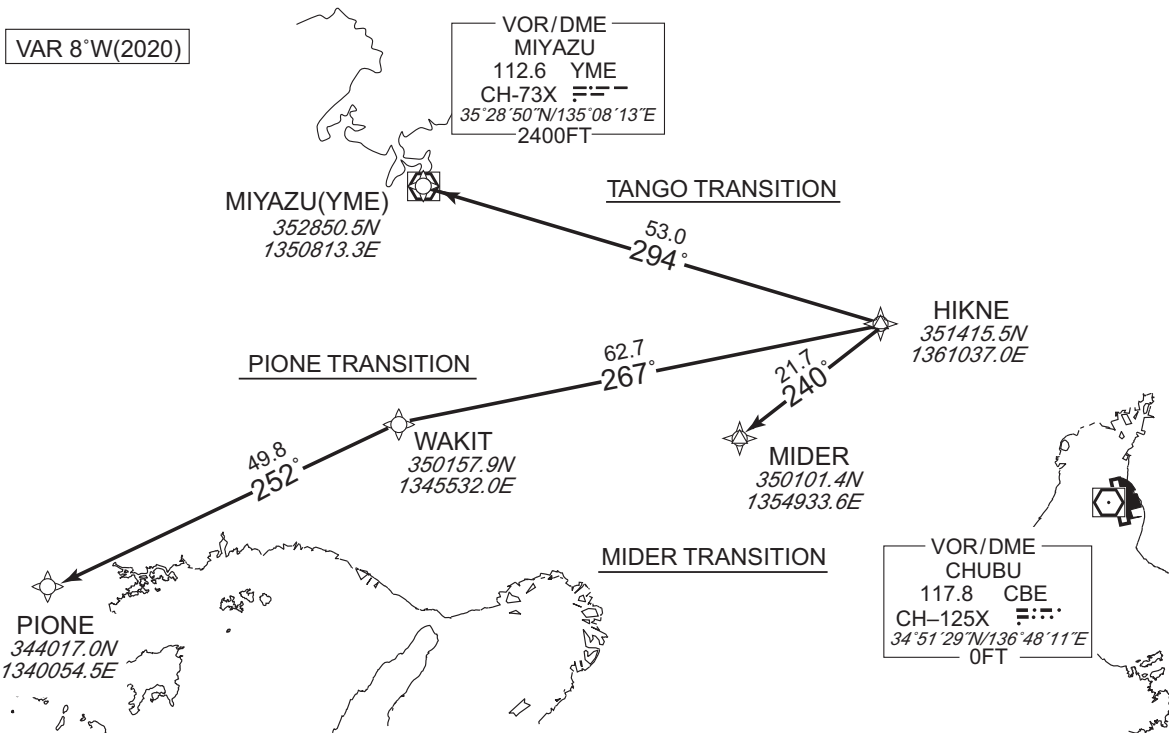 VAR 8°W(2020)
VOR/DME
MIYAZU
112.6 YME
CH-73X
35°28´50˝N/135°08´13˝E
2400FT
MIYAZU(YME)
352850.5N
1350813.3E
TANGO TRANSITION
53.0
294°
HIKNE
351415.5N
1361037.0E
62.7
267°
PIONE TRANSITION
21.7
240°
WAKIT
350157.9N
1345532.0E
MIDER
350101.4N
1354933.6E
49.8
252°
MIDER TRANSITION
VOR/DME
CHUBU
117.8 CBE
CH–125X
34°51´29˝N/136°48´11˝E
0FT
PIONE
344017.0N
1340054.5E